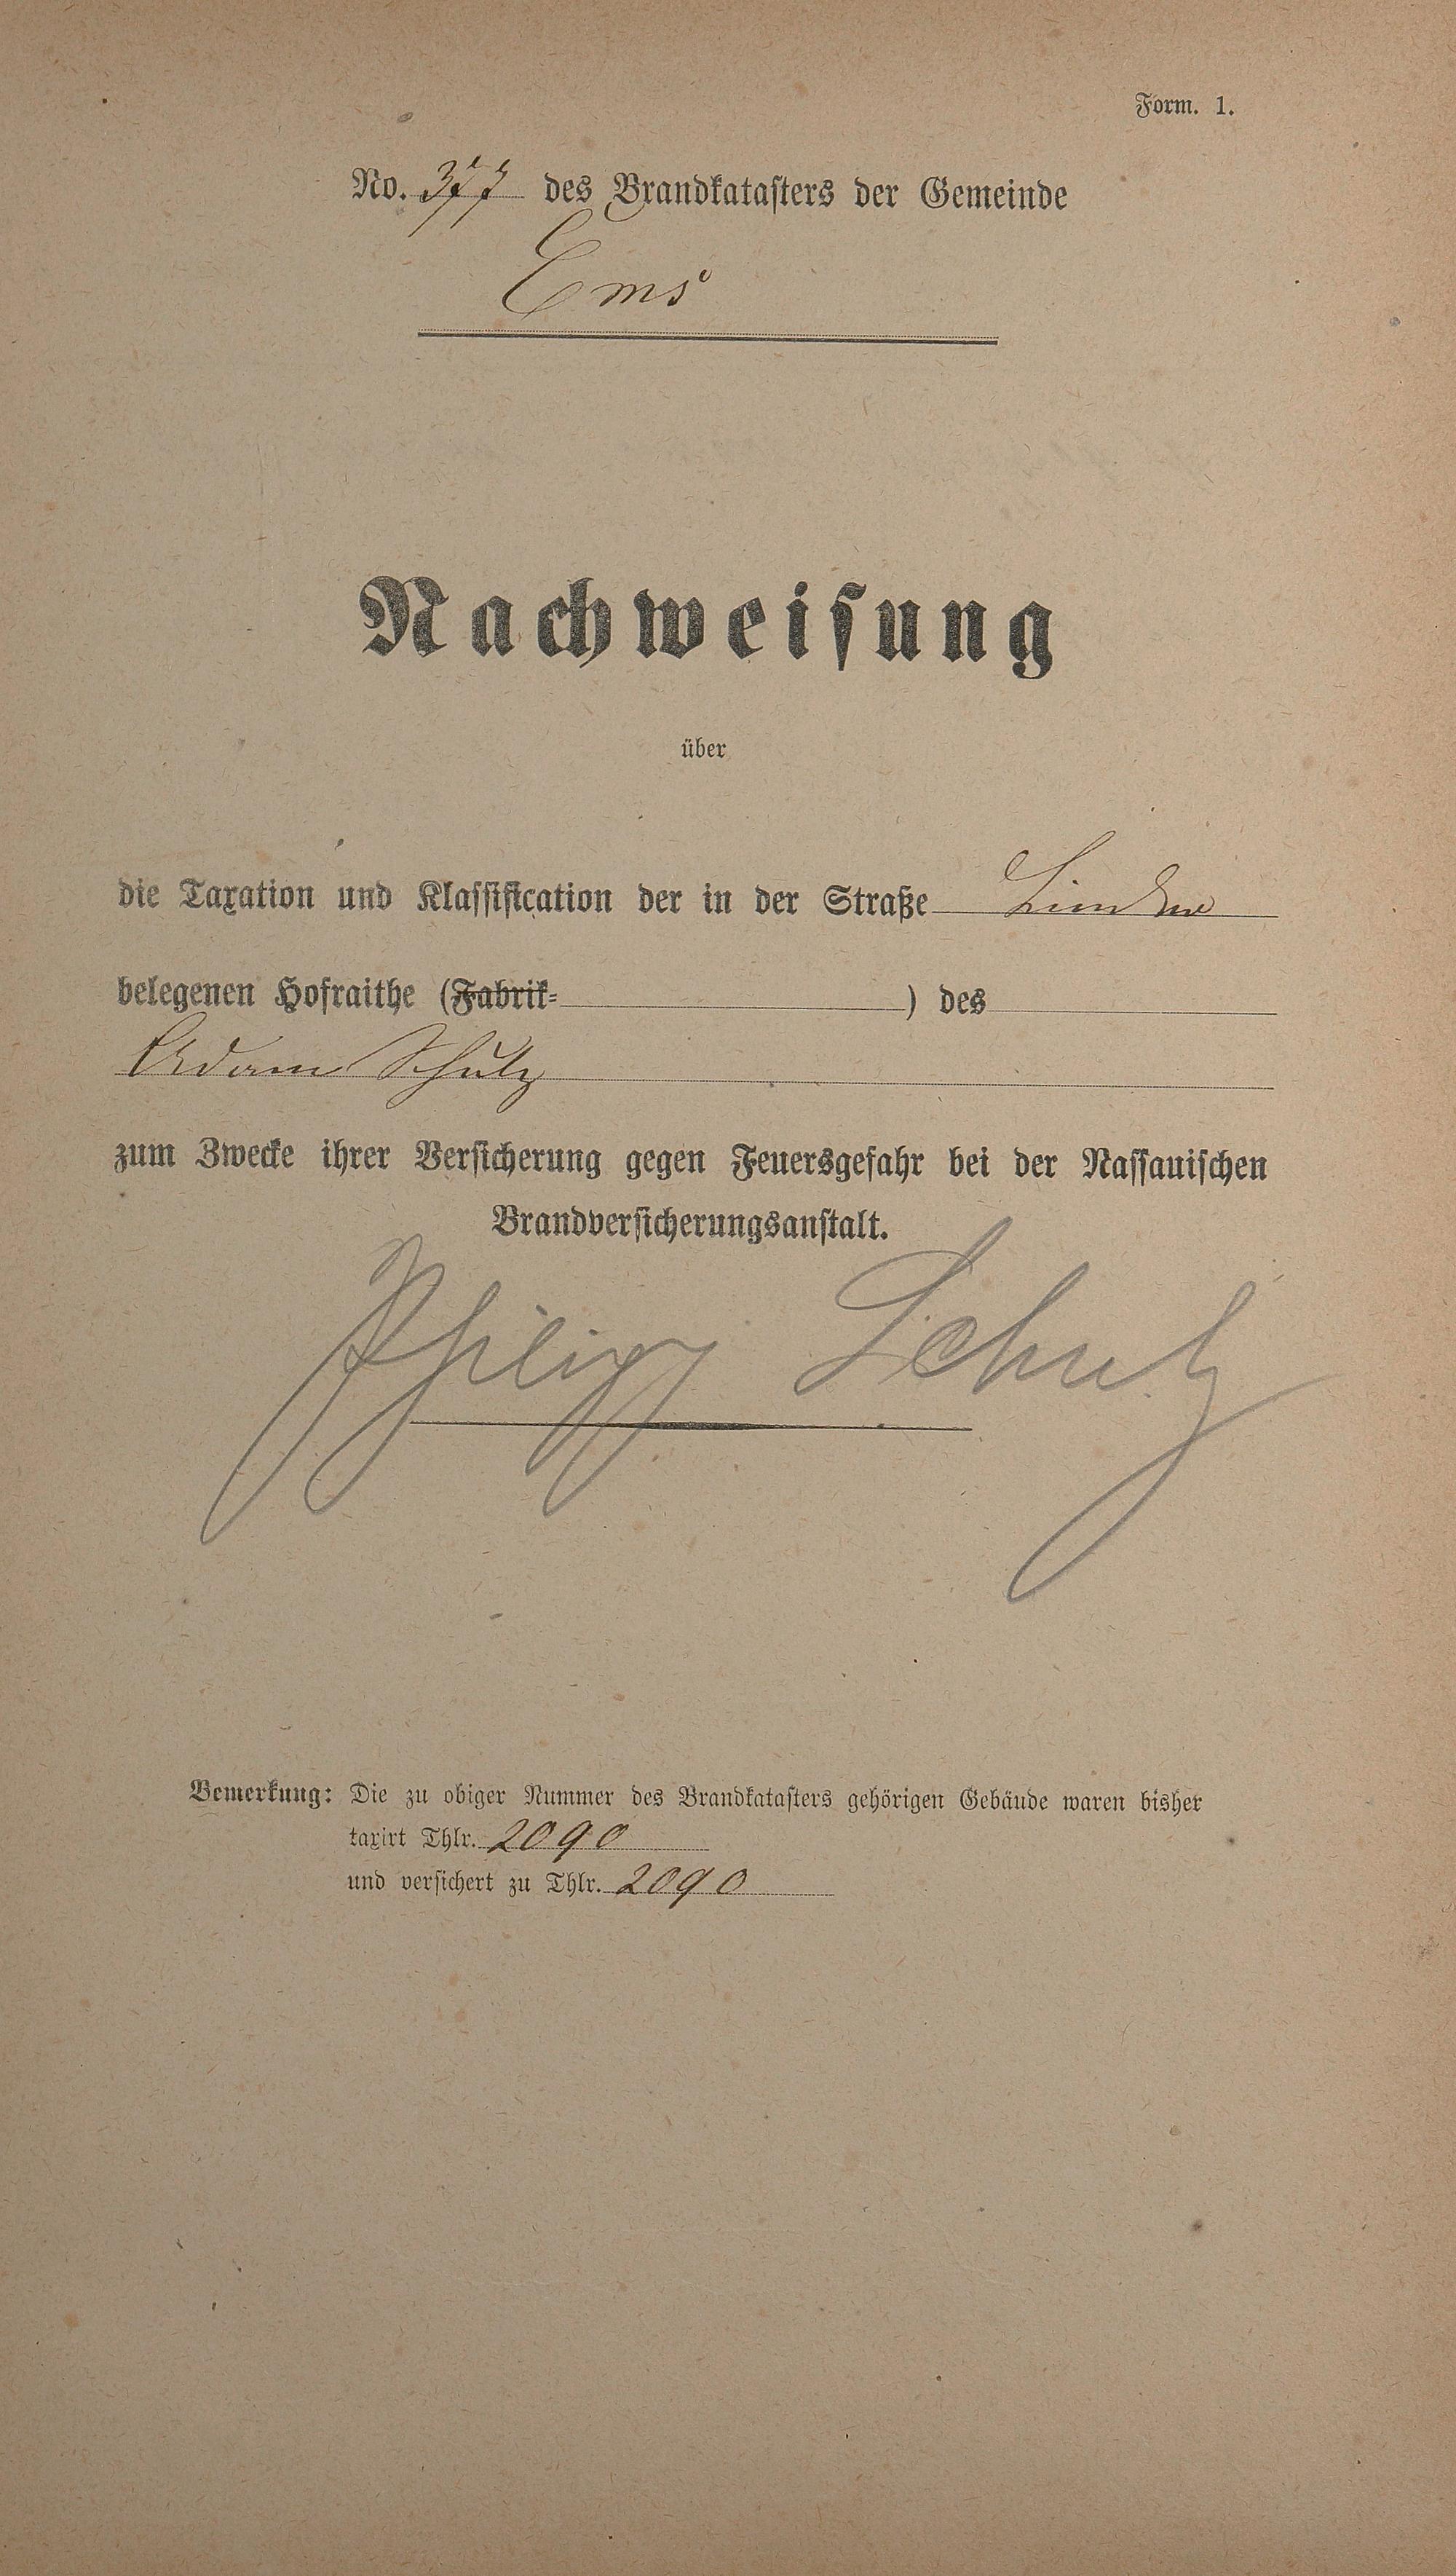 Form. 1.
No. 377 des Brandkatasters der Gemeinde
Ems
Nachweisung
über
die Taxation und Klassification der in der Straße
belegenen Hofraithe (Fabrik- ) des
Adam Schulz
zum Zwecke ihrer Versicherung gegen Feuersgefahr bei der Nassauischen
Brandversicherungsanstalt.
Philipp Schulz
Bemerkung: Die zu obiger Nummer des Brandkatasters gehörigen Gebäude waren bisher
taxirt Thlr. 2090
und versichert zu Thlr. 2090